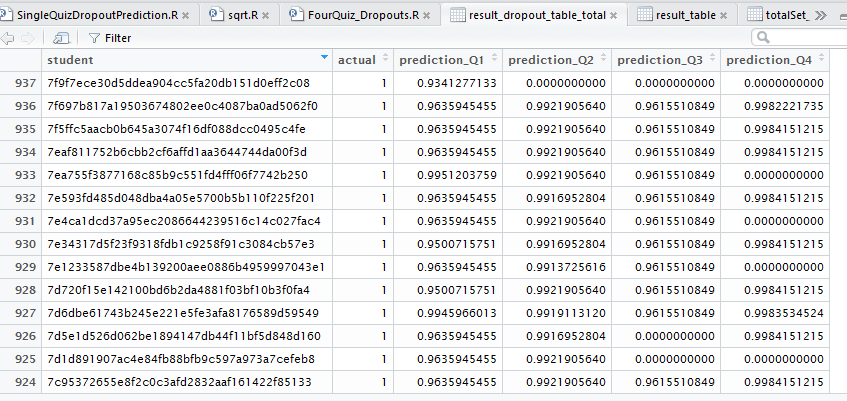 SingleQuizDropoutPrediction.R sqrt.R FourQuiz_Dropouts.R result_dropout_table_total result_table totalSet_
Filter
student actual prediction_Q1 prediction_Q2 prediction_Q3 prediction_Q4
937 7f9f7ece30d5ddea904cc5fa20db151d0eff2c08 1 0.9341277133 0.0000000000 0.0000000000 0.0000000000
936 7f697b817a19503674802ee0c4087ba0ad5062f0 1 0.9635945455 0.9921905640 0.9615510849 0.9982221735
935 7f5ffc5aacb0b645a3074f16df088dcc0495c4fe 1 0.9635945455 0.9921905640 0.9615510849 0.9984151215
934 7eaf811752b6cbb2cf6affd1aa3644744da00f3d 1 0.9635945455 0.9921905640 0.9615510849 0.9984151215
933 7ea755f3877168c85b9c551fd4fff06f7742b250 1 0.9951203759 0.9921905640 0.9615510849 0.0000000000
932 7e593fd485d048dba4a05e5700b5b110f225f201 1 0.9635945455 0.9916952804 0.9615510849 0.9984151215
931 7e4ca1dcd37a95ec2086644239516c14c027fac4 1 0.9635945455 0.9921905640 0.9615510849 0.0000000000
930 7e34317d5f23f9318fdb1c9258f91c3084cb57e3 1 0.9500715751 0.9916952804 0.9615510849 0.9984151215
929 7e1233587dbe4b139200aee0886b4959997043e1 1 0.9635945455 0.9913725616 0.9615510849 0.0000000000
928 7d720f15e142100bd6b2da4881f03bf10b3f0fa4 1 0.9500715751 0.9921905640 0.9615510849 0.9984151215
927 7d6dbe61743b245e221e5fe3afa8176589d59549 1 0.9945966013 0.9919113120 0.9615510849 0.9983534524
926 7d5e1d526d062be1894147db44f11bf5d848d160 1 0.9635945455 0.9916952804 0.0000000000 0.9984151215
925 7d1d891907ac4e84fb88bfb9c597a973a7cefeb8 1 0.9635945455 0.9921905640 0.0000000000 0.0000000000
924 7c95372655e8f2c0c3afd2832aaf161422f85133 1 0.9635945455 0.9921905640 0.9615510849 0.9984151215